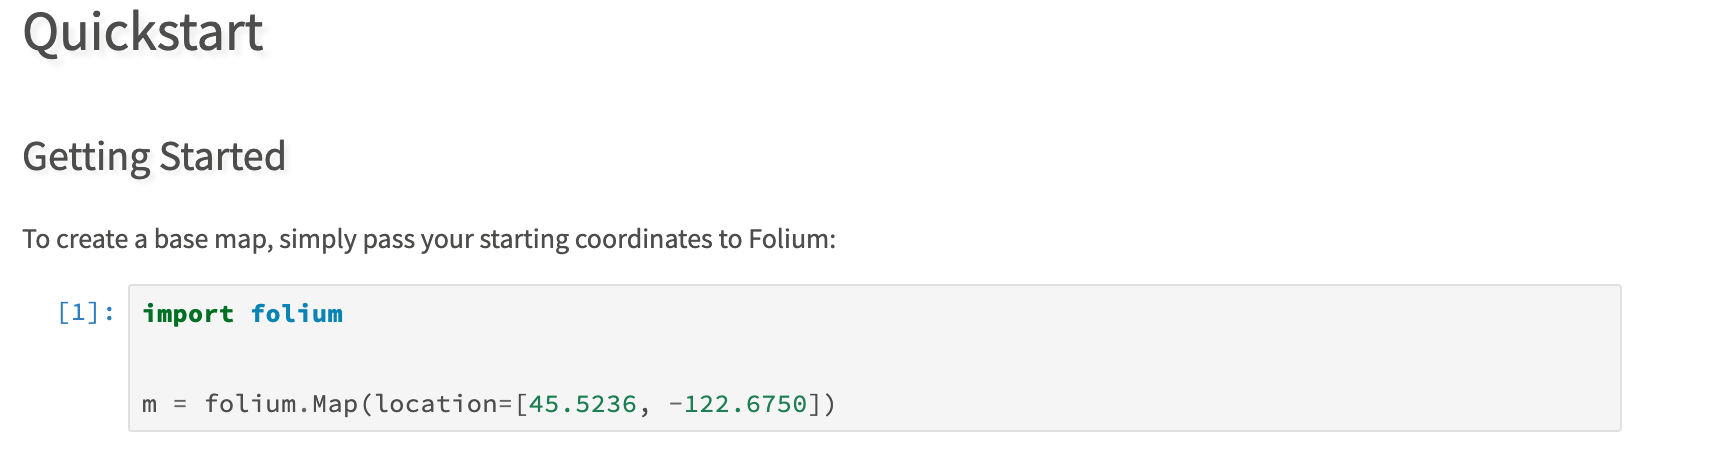 Quickstart
Getting Started
To create a base map, simply pass your starting coordinates to Folium:
[1]: import folium
m = folium.Map(location=[45.5236, -122.6750])